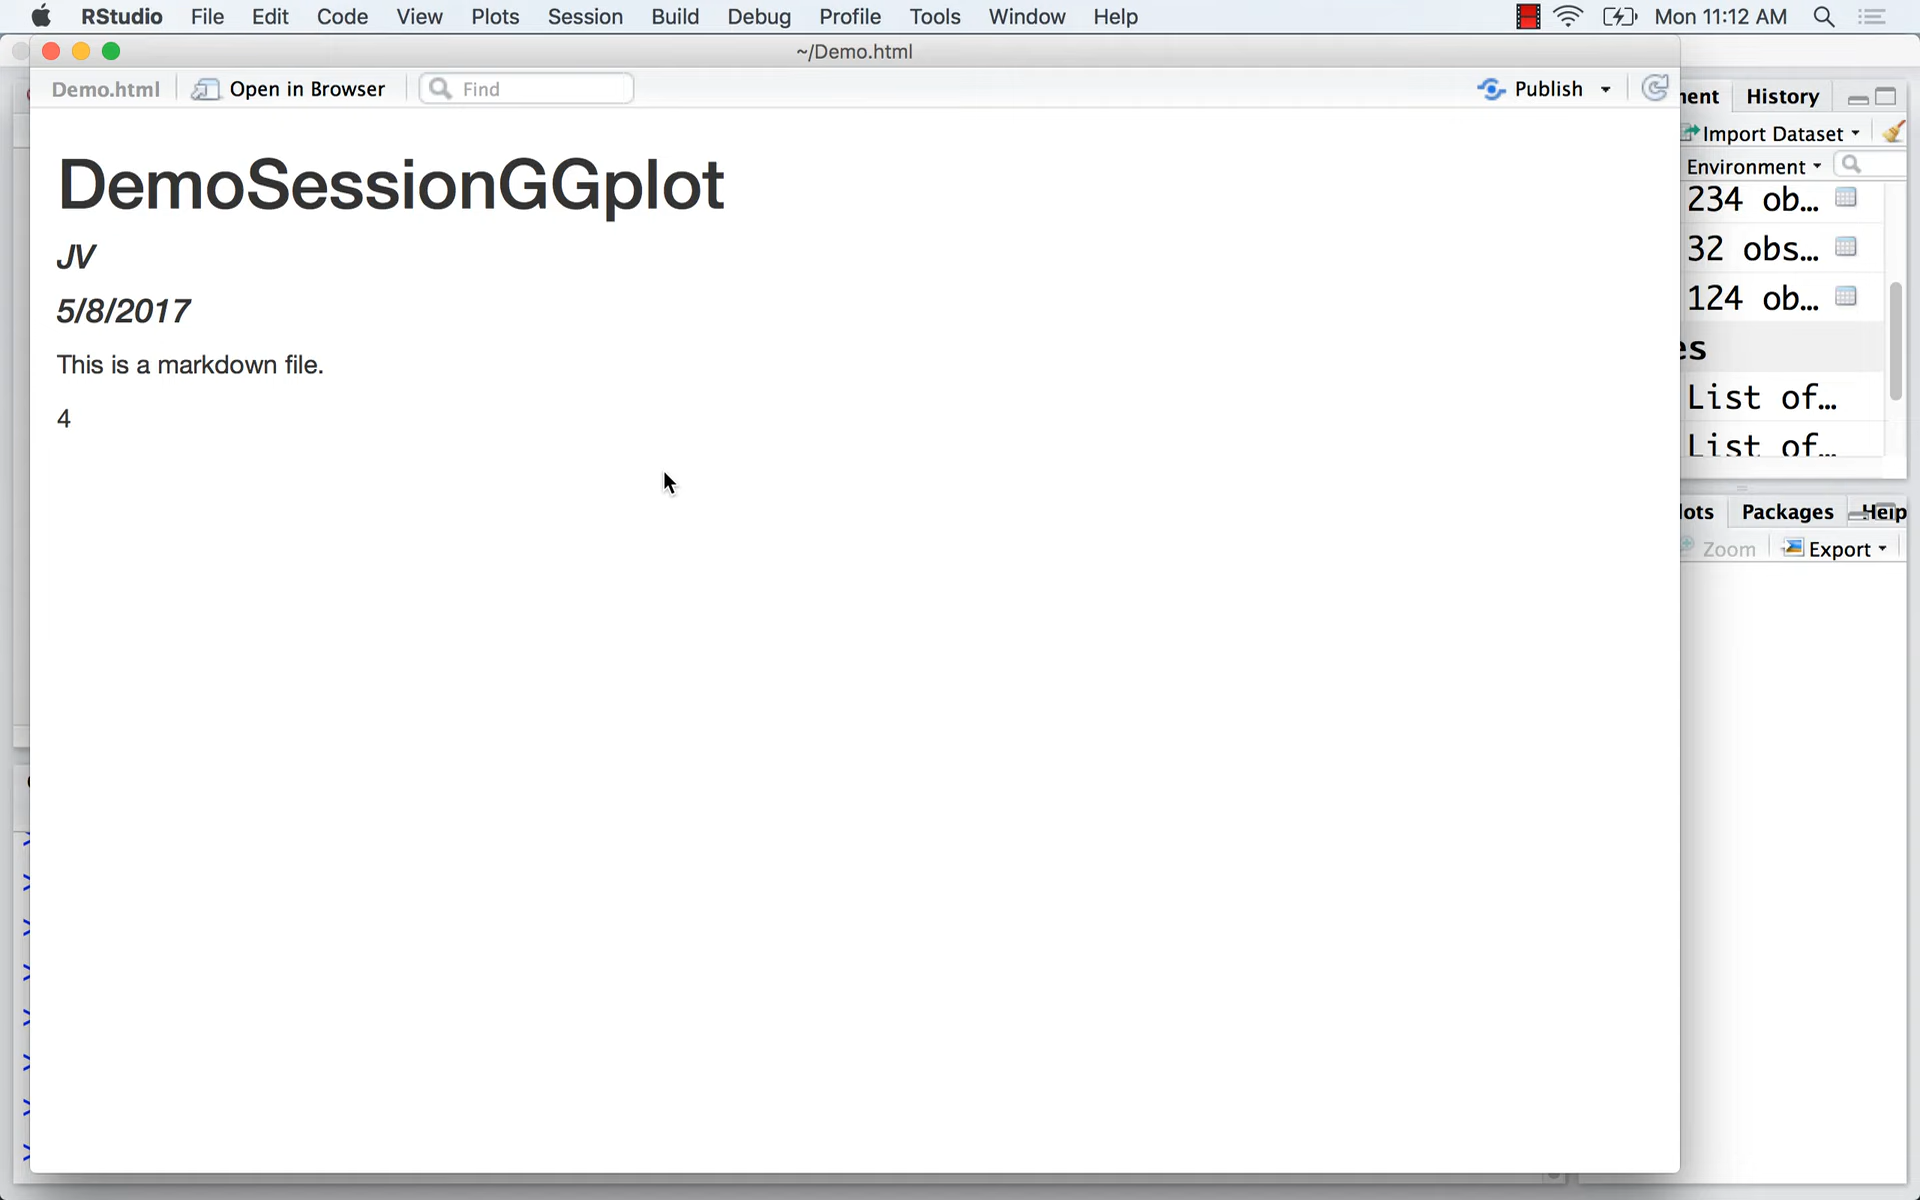 RStudio File Edit Code View Plots Session Build Debug Profile Tools Window Help Mon 11:12 AM
~/Demo.html
Demo.html Open in Browser Find Publish
History
Import Dataset
Environment
DemoSessionGGplot
JV
5/8/2017
This is a markdown file.
4
234 ob…
32 obs…
124 ob…
es
List of…
List of…
Packages Help
Zoom Export
>
>
>
>
>
>
>
>